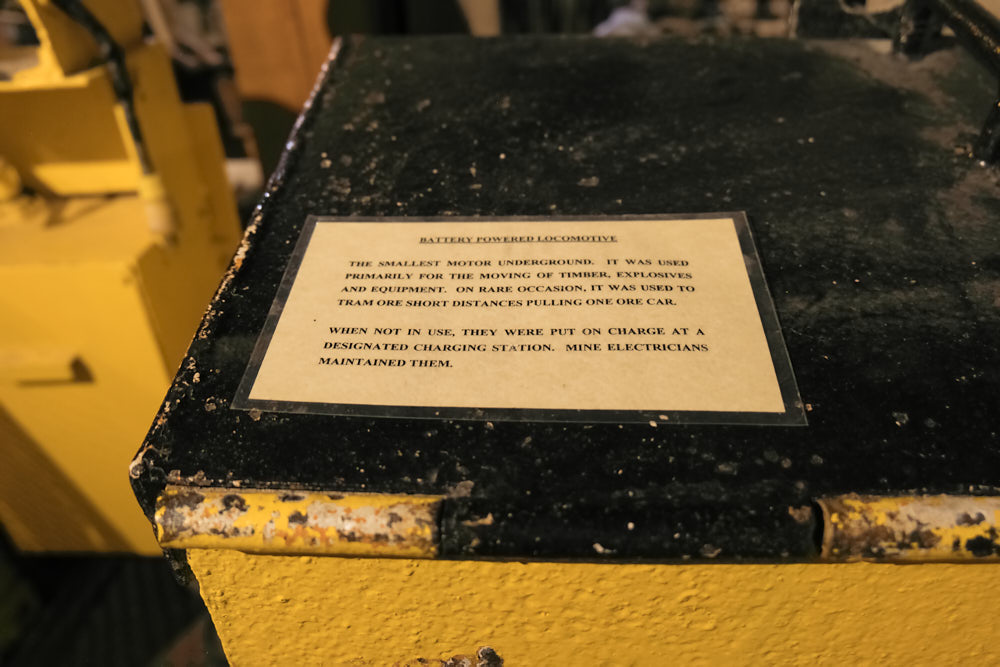 BATTERY POWERED LOCOMOTIVE
THE SMALLEST MOTOR UNDERGROUND. IT WAS USED
PRIMARILY FOR THE MOVING OF TIMBER, EXPLOSIVES
AND EQUIPMENT. ON RARE OCCASION, IT WAS USED TO
TRAM ORE SHORT DISTANCES PULLING ONE ORE CAR.
WHEN NOT IN USE, THEY WERE PUT ON CHARGE AT A
DESIGNATED CHARGING STATION. MINE ELECTRICIANS
MAINTAINED THEM.